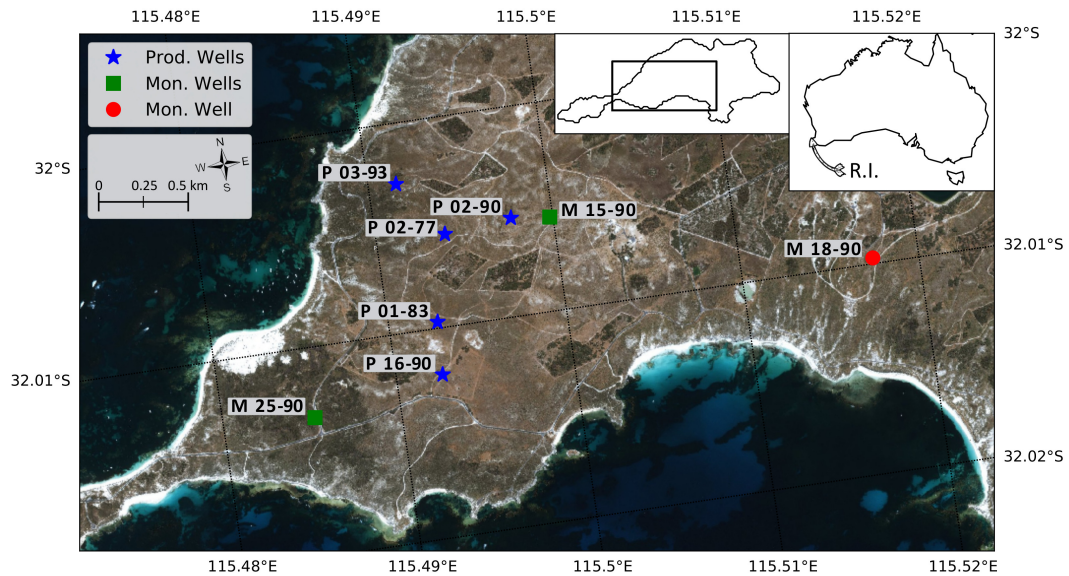 115.48°E 115.49°E 115.5°E 115.51°E 115.52°E
32°S
Prod. Wells
Mon. Wells
Mon. Well
N
W E
S
0 0.25 0.5 km
R.I.
32°S
P 03-93
P 02-90
M 15-90
P 02-77
M 18-90
32.01°S
P 01-83
P 16-90
32.01°S
M 25-90
32.02°S
115.48°E 115.49°E 115.5°E 115.51°E 115.52°E